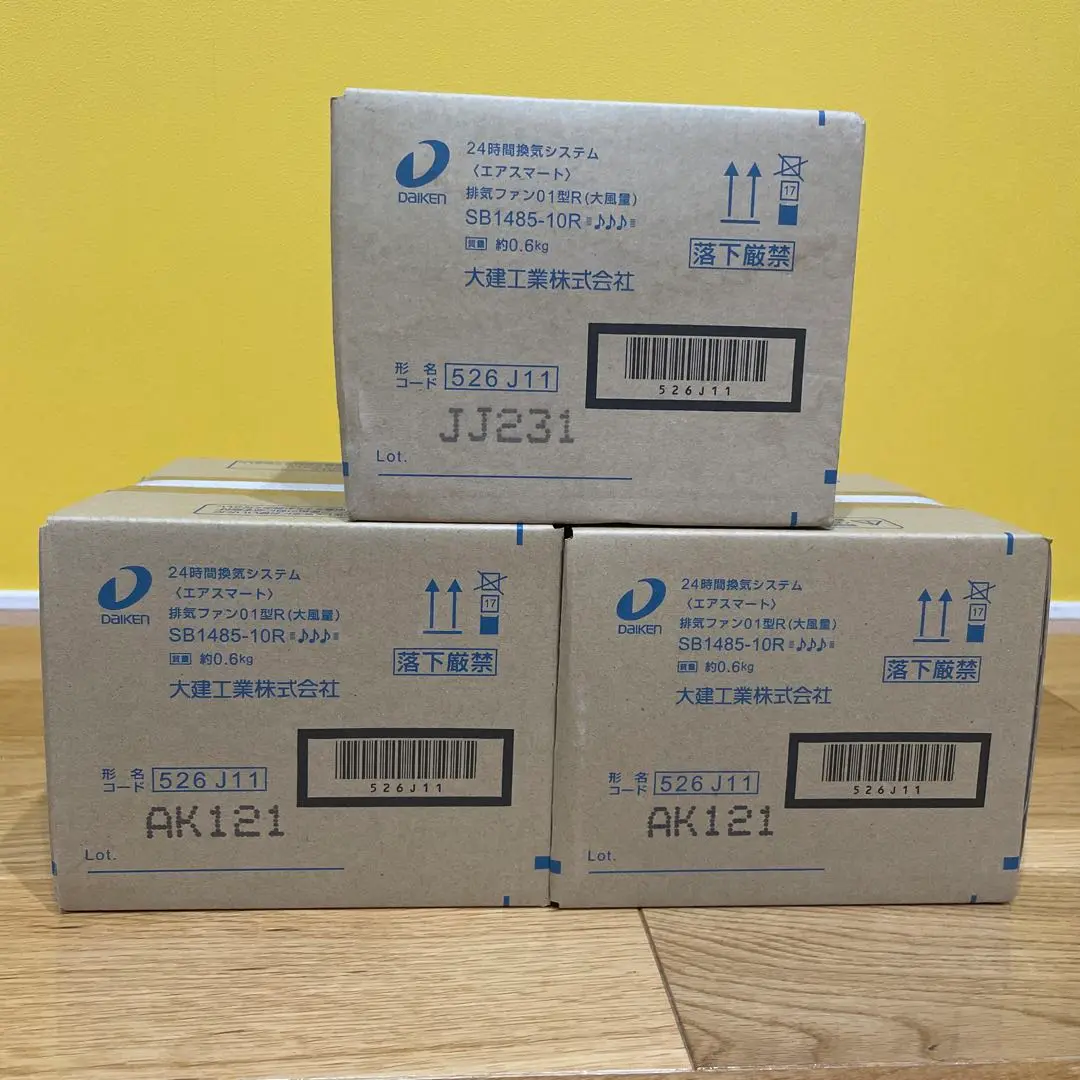 DAIKEN
24時間換気システム
〈エアスマート〉
排気ファン01型R(大風量)
SB1485-10R≡♪♪♪≡
質量 約0.6kg
大建工業株式会社
17
落下厳禁
526J11
形名
コード 526J11
JJ231
Lot.
DAIKEN
24時間換気システム
〈エアスマート〉
排気ファン01型R(大風量)
SB1485-10R≡♪♪♪≡
質量 約0.6kg
大建工業株式会社
17
落下厳禁
526J11
形名
コード 526J11
AK121
Lot.
DAIKEN
24時間換気システム
〈エアスマート〉
排気ファン01型R(大風量)
SB1485-10R≡♪♪♪≡
質量 約0.6kg
大建工業株式会社
17
落下厳禁
526J11
形名
コード 526J11
AK121
Lot.